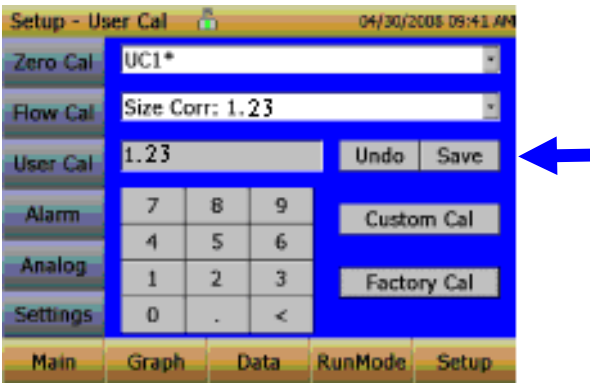 Setup - User Cal 04/30/2008 09:41 AM
Zero Cal UC1*
Flow Cal Size Corr: 1.23
User Cal 1.23 Undo Save
Alarm 7 8 9 Custom Cal
4 5 6
Analog 1 2 3 Factory Cal
Settings 0 . <
Main Graph Data RunMode Setup